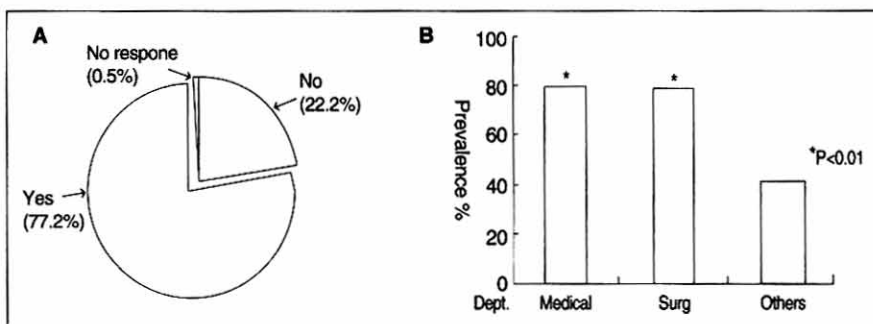 A
No respone
(0.5%)
No
(22.2%)
Yes
(77.2%)
B
Prevalence %
100
80
60
40
20
0
*
*
*P<0.01
Dept.
Medical
Surg
Others